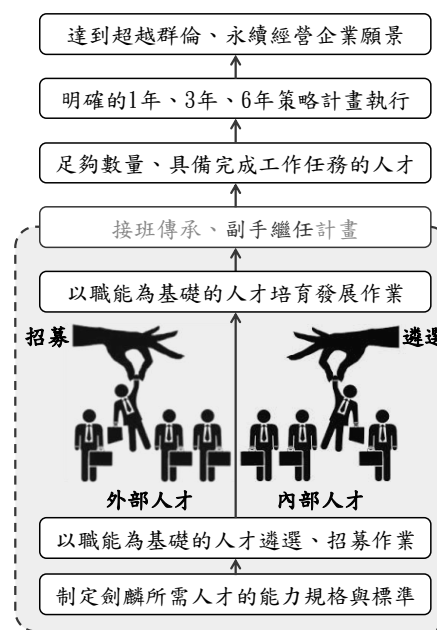 達到超越群倫、永續經營企業願景
明確的1年、3年、6年策略計畫執行
足夠數量、具備完成工作任務的人才
接班傳承、副手繼任計畫
以職能為基礎的人才培育發展作業
招募
遴選
外部人才
內部人才
以職能為基礎的人才遴選、招募作業
制定劍麟所需人才的能力規格與標準